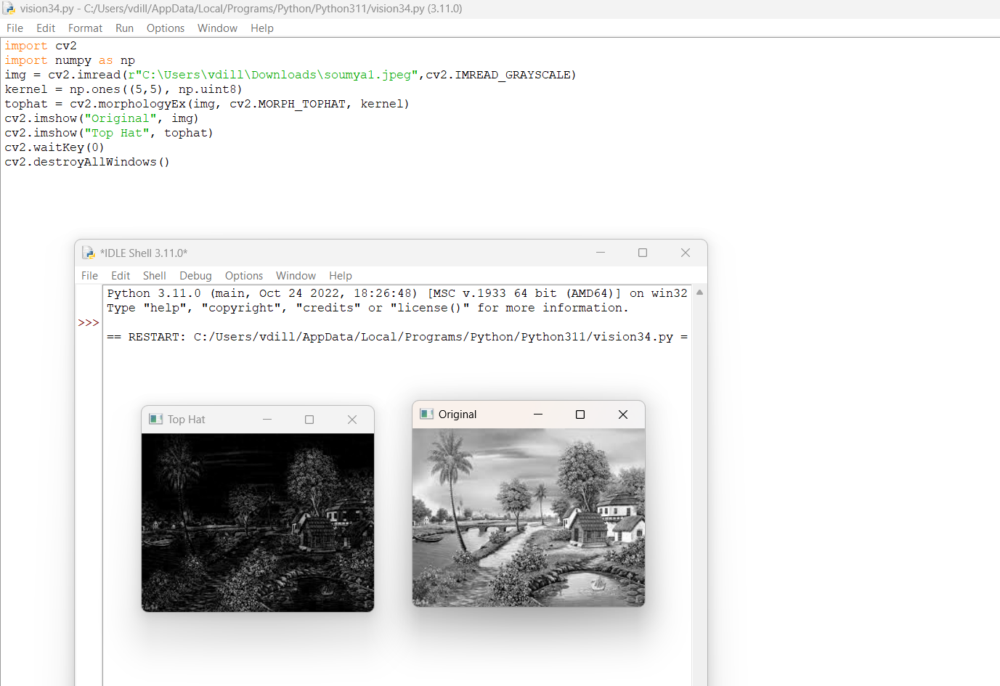 vision34.py - C:/Users/vdill/AppData/Local/Programs/Python/Python311/vision34.py (3.11.0)
File Edit Format Run Options Window Help
import cv2
import numpy as np
img = cv2.imread(r"C:\Users\vdill\Downloads\soumya1.jpeg",cv2.IMREAD_GRAYSCALE)
kernel = np.ones((5,5), np.uint8)
tophat = cv2.morphologyEx(img, cv2.MORPH_TOPHAT, kernel)
cv2.imshow("Original", img)
cv2.imshow("Top Hat", tophat)
cv2.waitKey(0)
cv2.destroyAllWindows()
*IDLE Shell 3.11.0*
File Edit Shell Debug Options Window Help
Python 3.11.0 (main, Oct 24 2022, 18:26:48) [MSC v.1933 64 bit (AMD64)] on win32
Type "help", "copyright", "credits" or "license()" for more information.
>>>
== RESTART: C:/Users/vdill/AppData/Local/Programs/Python/Python311/vision34.py =
Top Hat
Original